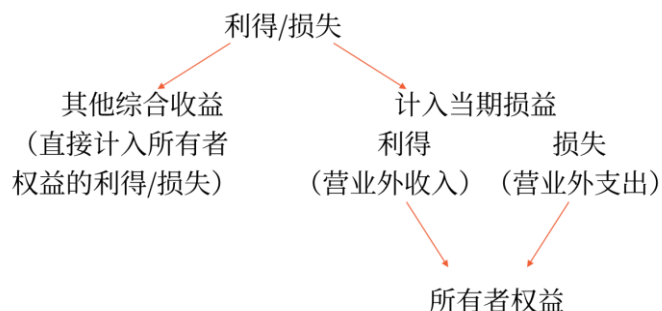 利得/损失
其他综合收益
（直接计入所有者
权益的利得/损失）
计入当期损益
利得 损失
（营业外收入）（营业外支出）
所有者权益